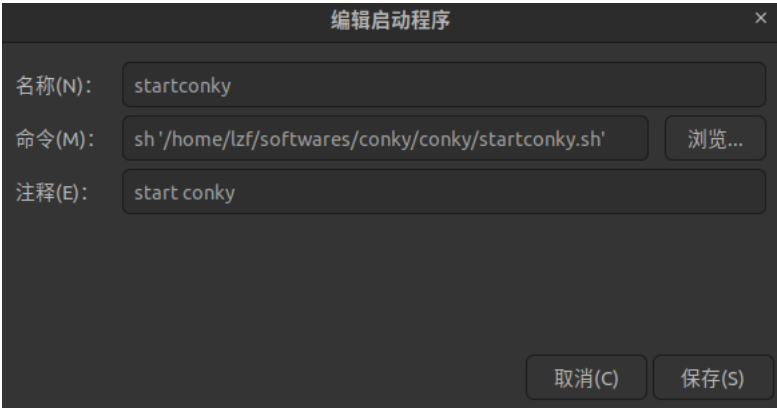 编辑启动程序 ×
名称(N)： startconky
命令(M)： sh '/home/lzf/softwares/conky/conky/startconky.sh' 浏览...
注释(E)： start conky
取消(C) 保存(S)